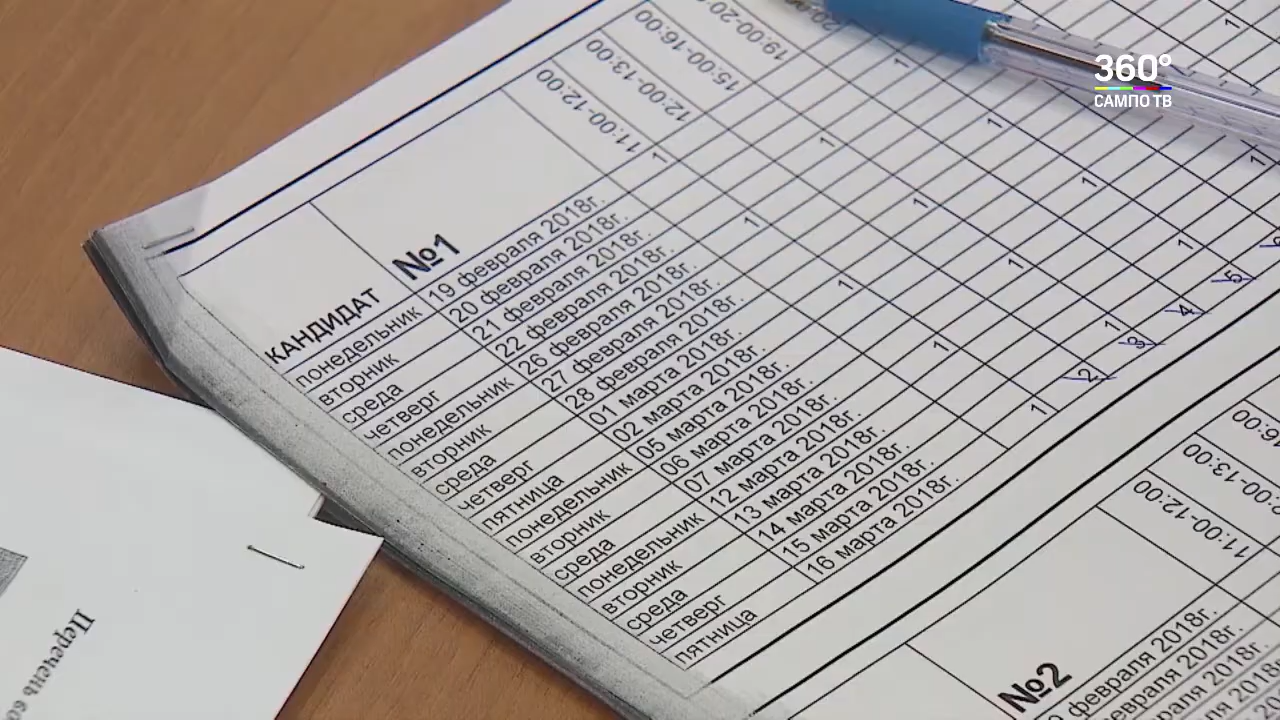 360°
САМПО ТВ
19:00-20
15:00-16:00
12:00-13:00
11:00-12:00
КАНДИДАТ №1
понедельник 19 февраля 2018г.
вторник 20 февраля 2018г.
среда 21 февраля 2018г.
четверг 22 февраля 2018г.
понедельник 26 февраля 2018г.
вторник 27 февраля 2018г.
среда 28 февраля 2018г.
четверг 01 марта 2018г.
пятница 02 марта 2018г.
понедельник 05 марта 2018г.
вторник 06 марта 2018г.
среда 07 марта 2018г.
понедельник 12 марта 2018г.
вторник 13 марта 2018г.
среда 14 марта 2018г.
четверг 15 марта 2018г.
пятница 16 марта 2018г.
1 1 1 1 1 1 1 1 1 1 1 1 1 1 1
2 3 4 5
16:00
12:00-13:00
11:00-12:00
№2
февраля 2018г.
февраля 2018г.
Перечень